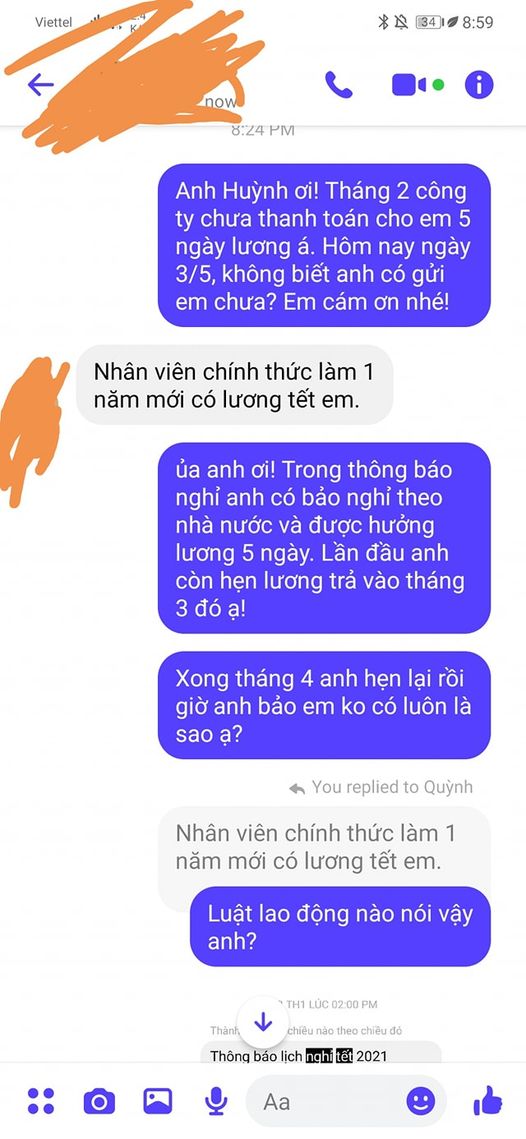 Viettel
34
8:59
now
8:24 PM
Anh Huỳnh ơi! Tháng 2 công
ty chưa thanh toán cho em 5
ngày lương á. Hôm nay ngày
3/5, không biết anh có gửi
em chưa? Em cám ơn nhé!
Nhân viên chính thức làm 1
năm mới có lương tết em.
ủa anh ơi! Trong thông báo
nghỉ anh có bảo nghỉ theo
nhà nước và được hưởng
lương 5 ngày. Lần đầu anh
còn hẹn lương trả vào tháng
3 đó ạ!
Xong tháng 4 anh hẹn lại rồi
giờ anh bảo em ko có luôn là
sao ạ?
You replied to Quỳnh
Nhân viên chính thức làm 1
năm mới có lương tết em.
Luật lao động nào nói vậy
anh?
TH1 LÚC 02:00 PM
Thành chiều nào theo chiều đó
Thông báo lịch nghỉ tết 2021
Aa